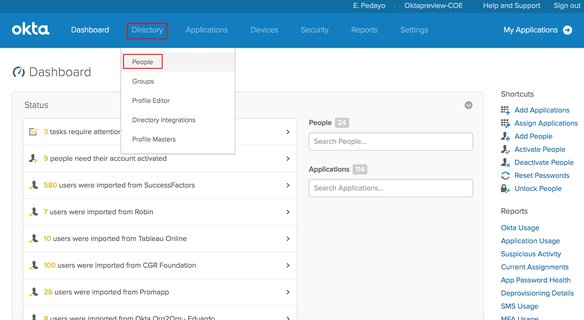 E. Pedayo · Oktapreview-COE Help and Support Sign out
okta Dashboard Directory Applications Devices Security Reports Settings My Applications
People
Groups
Profile Editor
Directory Integrations
Profile Masters
Dashboard
Status
3 tasks require attention
9 people need their account activated
580 users were imported from SuccessFactors
7 users were imported from Robin
10 users were imported from Tableau Online
100 users were imported from CGR Foundation
26 users were imported from Promapp
8 users were imported from Okta Org2Org - Eduardo
People 24
Search People...
Applications 114
Search Applications...
Shortcuts
Add Applications
Assign Applications
Add People
Activate People
Deactivate People
Reset Passwords
Unlock People
Reports
Okta Usage
Application Usage
Suspicious Activity
Current Assignments
App Password Health
Deprovisioning Details
SMS Usage
MFA Usage